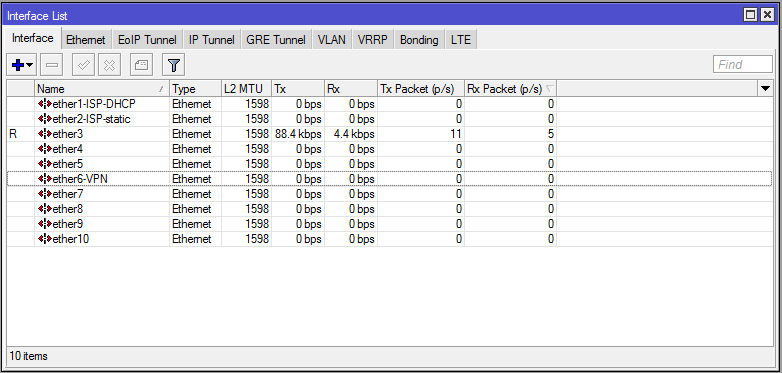 Interface List
Interface Ethernet EoIP Tunnel IP Tunnel GRE Tunnel VLAN VRRP Bonding LTE
Find
Name Type L2 MTU Tx Rx Tx Packet (p/s) Rx Packet (p/s)
ether1-ISP-DHCP Ethernet 1598 0 bps 0 bps 0 0
ether2-ISP-static Ethernet 1598 0 bps 0 bps 0 0
R ether3 Ethernet 1598 88.4 kbps 4.4 kbps 11 5
ether4 Ethernet 1598 0 bps 0 bps 0 0
ether5 Ethernet 1598 0 bps 0 bps 0 0
ether6-VPN Ethernet 1598 0 bps 0 bps 0 0
ether7 Ethernet 1598 0 bps 0 bps 0 0
ether8 Ethernet 1598 0 bps 0 bps 0 0
ether9 Ethernet 1598 0 bps 0 bps 0 0
ether10 Ethernet 1598 0 bps 0 bps 0 0
10 items